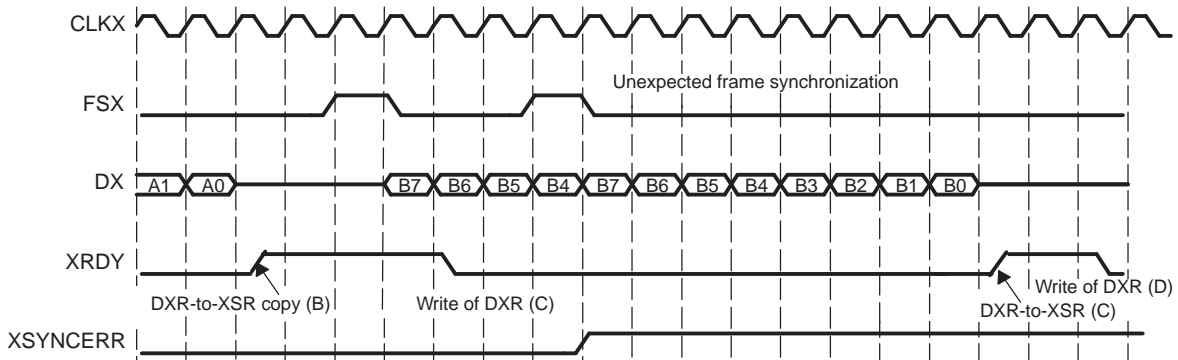 CLKX
Unexpected frame synchronization
FSX
DX A1 A0 B7 B6 B5 B4 B7 B6 B5 B4 B3 B2 B1 B0
XRDY
DXR-to-XSR copy (B)
Write of DXR (C)
Write of DXR (D)
DXR-to-XSR (C)
XSYNCERR